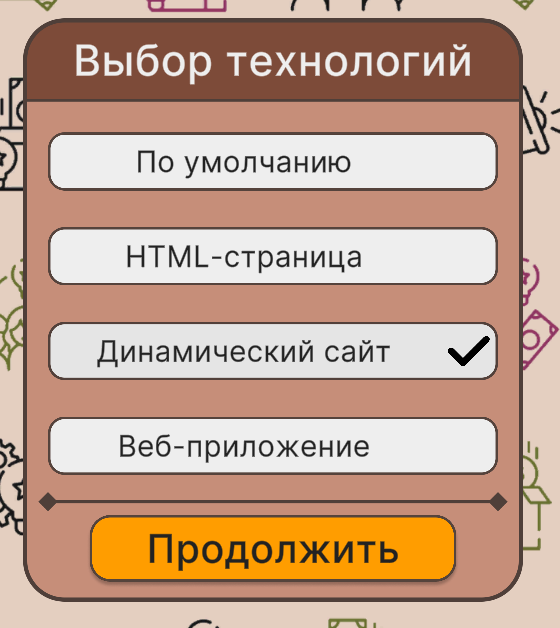 Выбор технологий
По умолчанию
HTML-страница
Динамический сайт
Веб-приложение
Продолжить